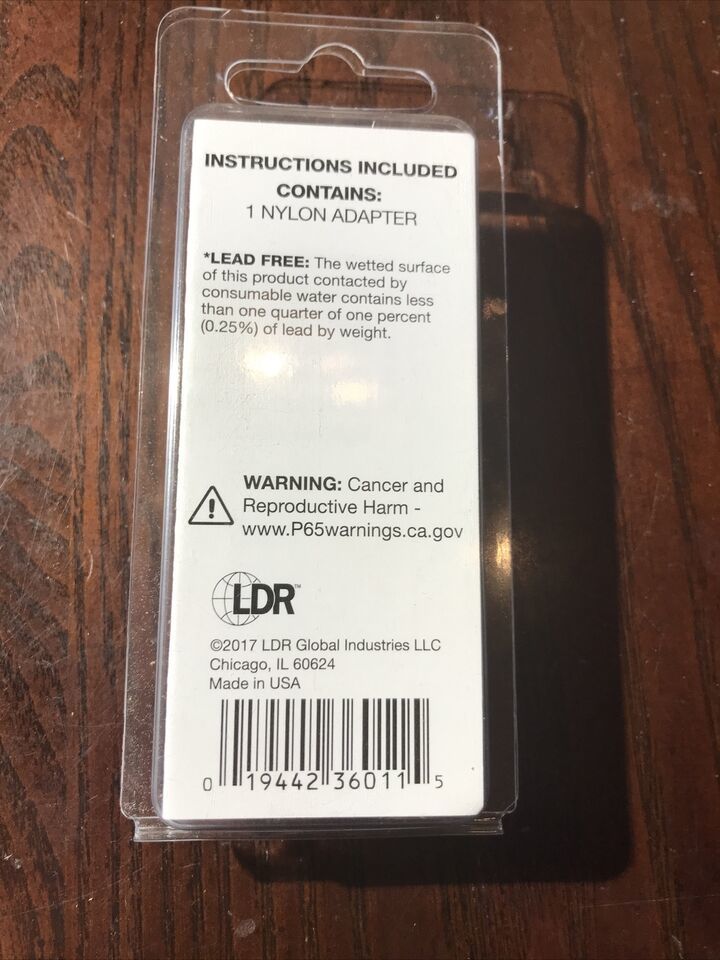 INSTRUCTIONS INCLUDED
CONTAINS:
1 NYLON ADAPTER
*LEAD FREE: The wetted surface
of this product contacted by
consumable water contains less
than one quarter of one percent
(0.25%) of lead by weight.
WARNING: Cancer and
Reproductive Harm -
www.P65warnings.ca.gov
LDR™
©2017 LDR Global Industries LLC
Chicago, IL 60624
Made in USA
0 19442 36011 5